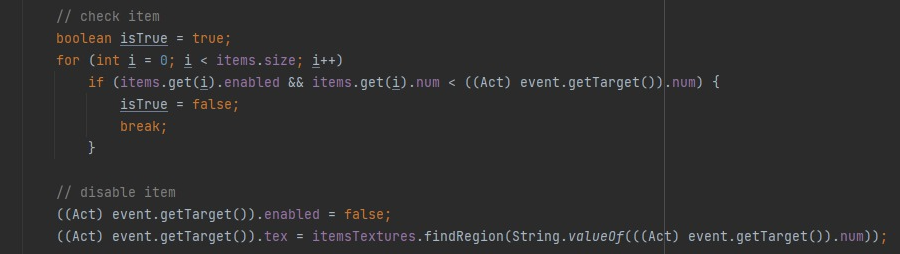 // check item
boolean isTrue = true;
for (int i = 0; i < items.size; i++)
if (items.get(i).enabled && items.get(i).num < ((Act) event.getTarget()).num) {
isTrue = false;
break;
}
// disable item
((Act) event.getTarget()).enabled = false;
((Act) event.getTarget()).tex = itemsTextures.findRegion(String.valueOf(((Act) event.getTarget()).num));